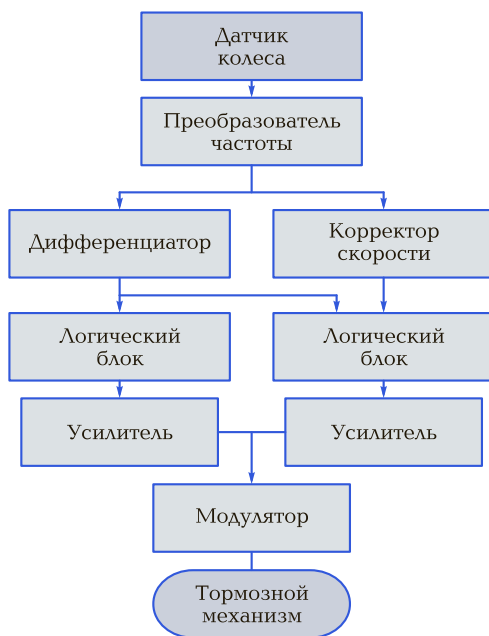 Датчик
колеса
Преобразователь
частоты
Дифференциатор
Корректор
скорости
Логический
блок
Логический
блок
Усилитель
Усилитель
Модулятор
Тормозной
механизм